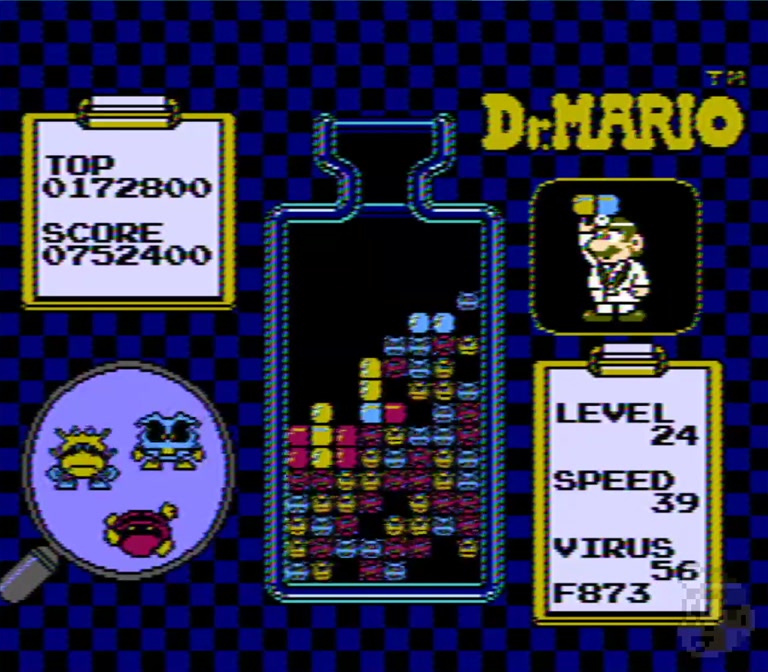 TM
Dr.MARIO
TOP
0172800
SCORE
0752400
LEVEL
24
SPEED
39
VIRUS
56
F873